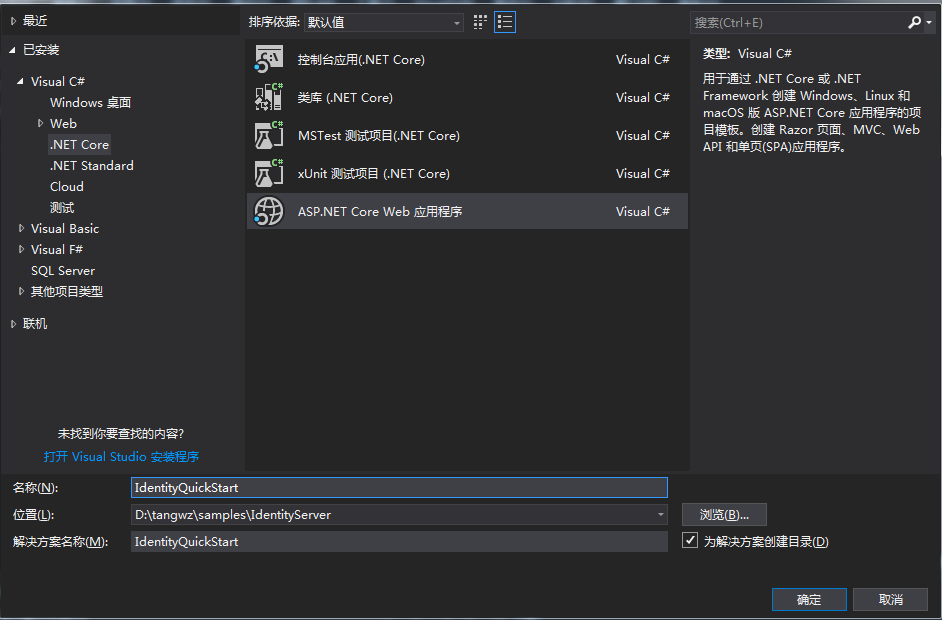 最近
已安装
Visual C#
Windows 桌面
Web
.NET Core
.NET Standard
Cloud
测试
Visual Basic
Visual F#
SQL Server
其他项目类型
联机
未找到你要查找的内容?
打开 Visual Studio 安装程序
排序依据: 默认值
控制台应用(.NET Core) Visual C#
类库 (.NET Core) Visual C#
MSTest 测试项目(.NET Core) Visual C#
xUnit 测试项目 (.NET Core) Visual C#
ASP.NET Core Web 应用程序 Visual C#
搜索(Ctrl+E)
类型: Visual C#
用于通过 .NET Core 或 .NET
Framework 创建 Windows、Linux 和
macOS 版 ASP.NET Core 应用程序的项
目模板。创建 Razor 页面、MVC、Web
API 和单页(SPA)应用程序。
名称(N): IdentityQuickStart
位置(L): D:\tangwz\samples\IdentityServer 浏览(B)...
解决方案名称(M): IdentityQuickStart 为解决方案创建目录(D)
确定 取消